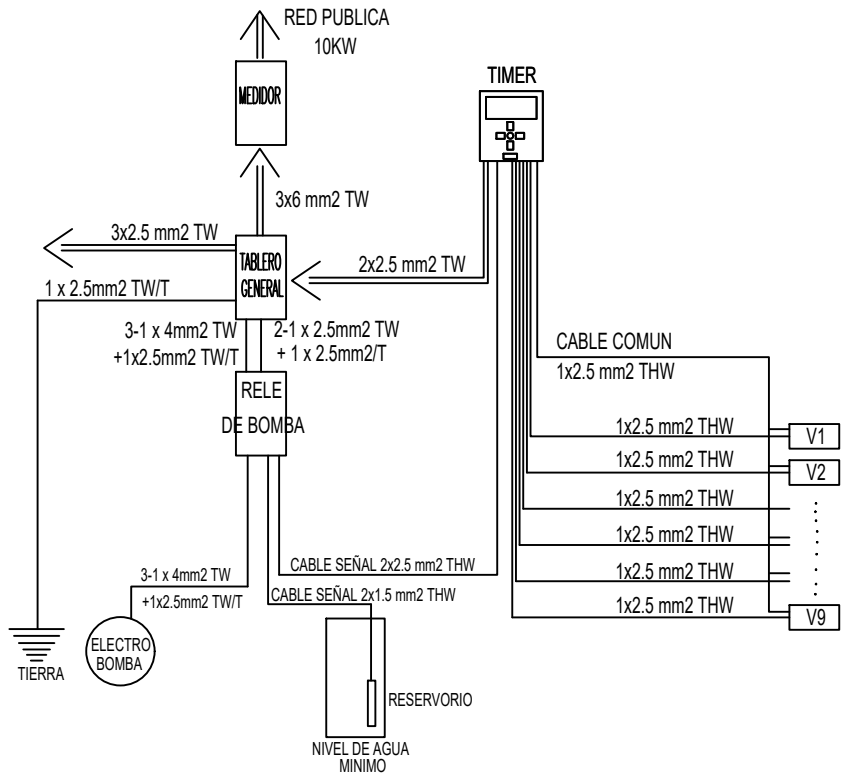 RED PUBLICA
10KW
MEDIDOR
TIMER
3x6 mm2 TW
3x2.5 mm2 TW
TABLERO
GENERAL
2x2.5 mm2 TW
1 x 2.5mm2 TW/T
3-1 x 4mm2 TW
+1x2.5mm2 TW/T
2-1 x 2.5mm2 TW
+ 1 x 2.5mm2/T
CABLE COMUN
1x2.5 mm2 THW
RELE
DE BOMBA
1x2.5 mm2 THW
V1
1x2.5 mm2 THW
V2
1x2.5 mm2 THW
1x2.5 mm2 THW
1x2.5 mm2 THW
1x2.5 mm2 THW
V9
CABLE SEÑAL 2x2.5 mm2 THW
3-1 x 4mm2 TW
+1x2.5mm2 TW/T
CABLE SEÑAL 2x1.5 mm2 THW
TIERRA
ELECTRO
BOMBA
RESERVORIO
NIVEL DE AGUA
MINIMO